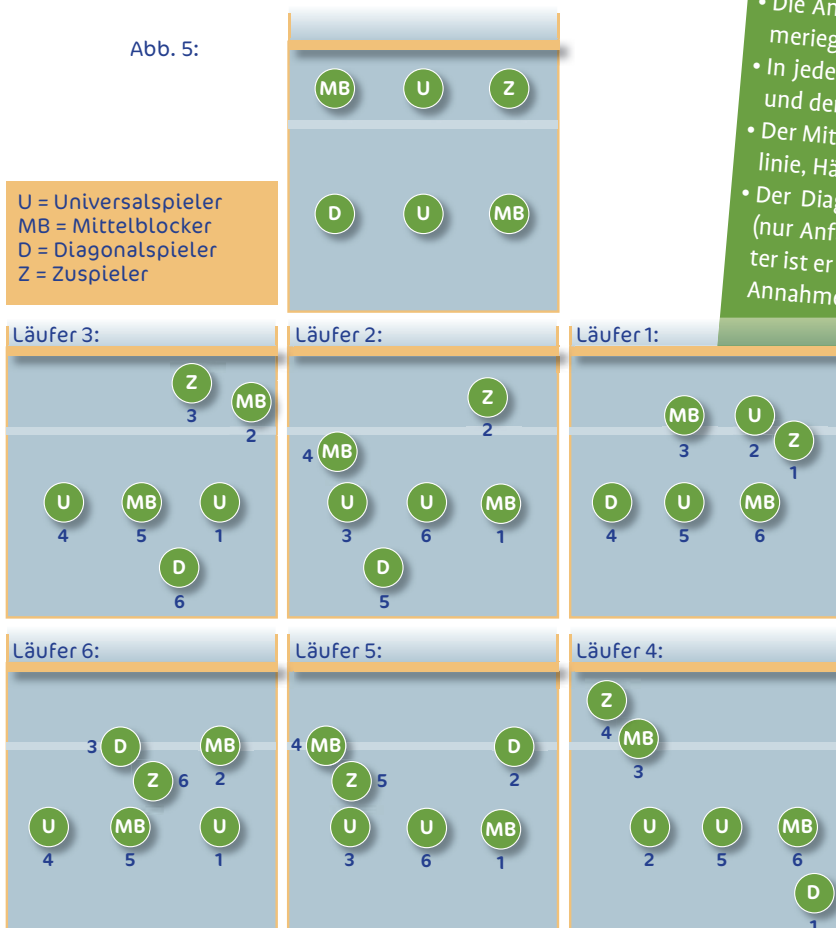 Abb. 5:
MB U Z
D U MB
U = Universalspieler
MB = Mittelblocker
D = Diagonalspieler
Z = Zuspieler
• Die An
merieg
• In jede
und der
• Der Mit
linie, Hä
• Der Diag
(nur Anf
ter ist er
Annahme
Läufer 3:
Z
3
MB
2
U MB U
4 5 1
D
6
Läufer 2:
Z
2
4 MB
U U MB
3 6 1
D
5
Läufer 1:
MB U
3 2
Z
1
D U MB
4 5 6
Läufer 6:
3 D MB
2
Z 6
U MB U
4 5 1
Läufer 5:
4 MB D
2
Z 5
U U MB
3 6 1
Läufer 4:
Z
4
MB
3
U U MB
2 5 6
D
1